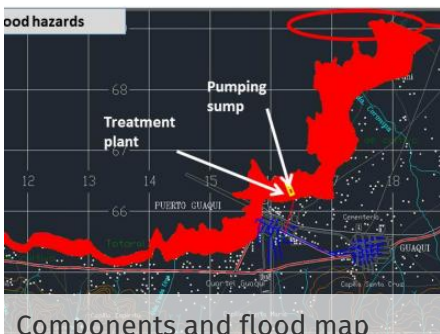 ood hazards
68
Pumping
sump
Treatment
plant
67
12
13
14
15
18
66
PUERTO GUAQUI
Cementerio
GUAQUI
Components and flood map